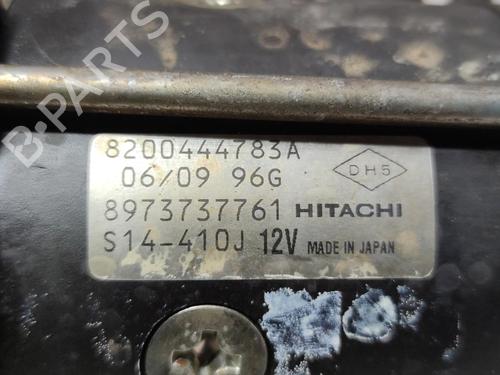 B-PARTS
8200444783A
06/09 96G
DH5
8973737761 HITACHI
S14-410J 12V MADE IN JAPAN